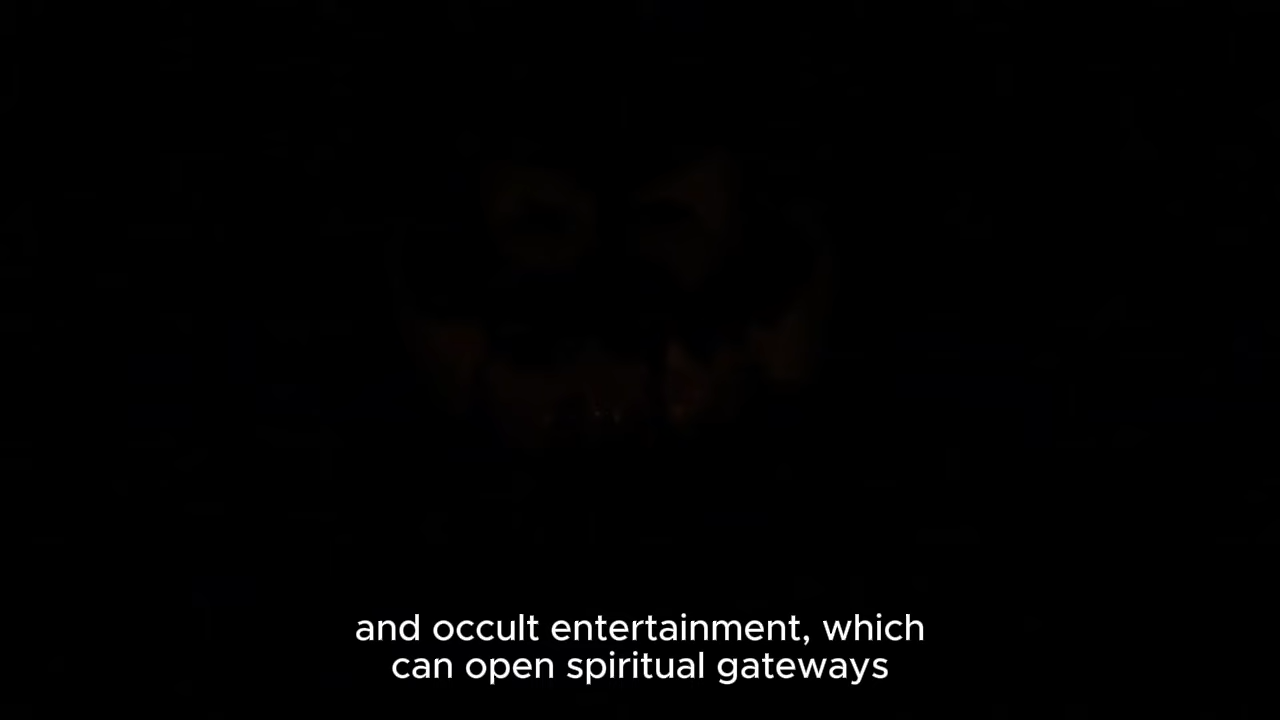 and occult entertainment, which
can open spiritual gateways